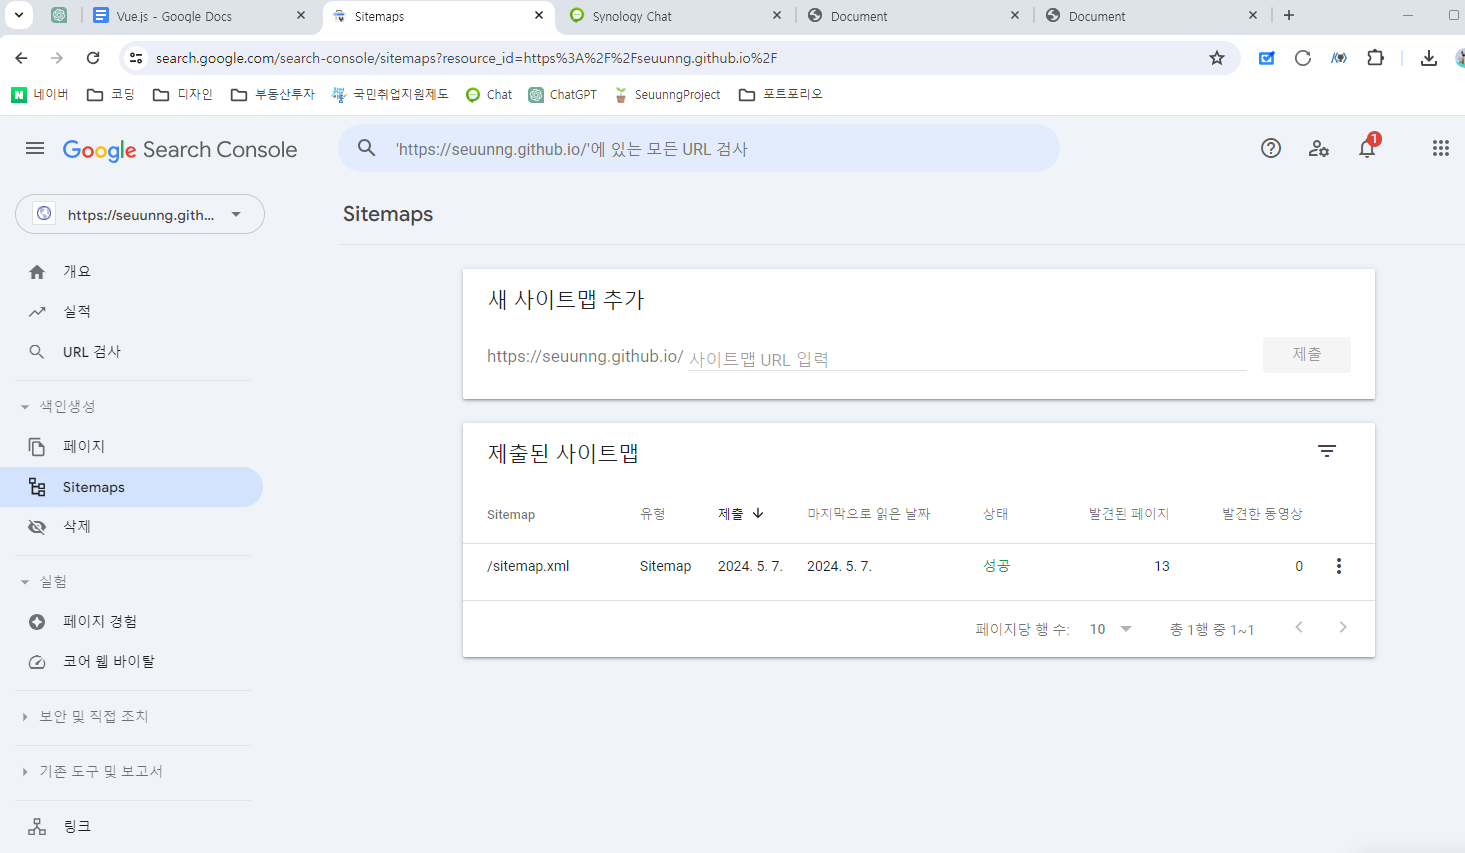 Vue.js - Google Docs
Sitemaps
Synology Chat
Document
Document
search.google.com/search-console/sitemaps?resource_id=https%3A%2F%2Fseuunng.github.io%2F
네이버
코딩
디자인
부동산투자
국민취업지원제도
Chat
ChatGPT
SeuunngProject
포트포리오
Google Search Console
'https://seuunng.github.io/'에 있는 모든 URL 검사
1
https://seuunng.gith...
Sitemaps
개요
실적
URL 검사
색인생성
페이지
Sitemaps
삭제
실험
페이지 경험
코어 웹 바이탈
보안 및 직접 조치
기존 도구 및 보고서
링크
새 사이트맵 추가
https://seuunng.github.io/ 사이트맵 URL 입력
제출
제출된 사이트맵
Sitemap 유형 제출 마지막으로 읽은 날짜 상태 발견된 페이지 발견한 동영상
/sitemap.xml Sitemap 2024. 5. 7. 2024. 5. 7. 성공 13 0
페이지당 행 수: 10 총 1행 중 1~1